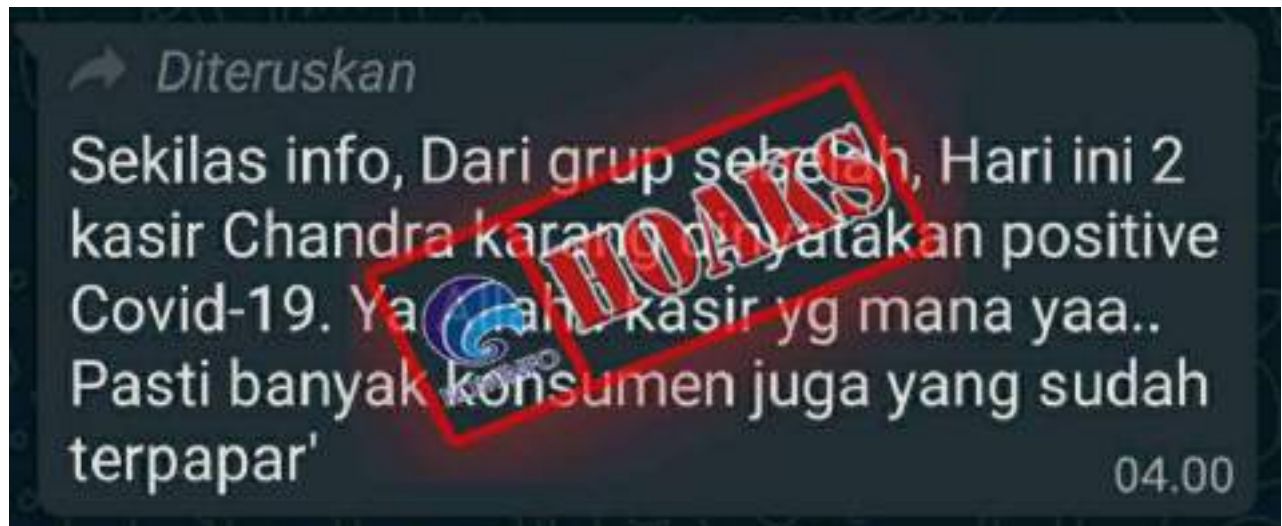 Diteruskan
Sekilas info, Dari grup sebelah, Hari ini 2
kasir Chandra karang dinyatakan positive
Covid-19. Ya Allah.. kasir yg mana yaa..
Pasti banyak konsumen juga yang sudah
terpapar'
04.00
HOAKS
KOMINFO